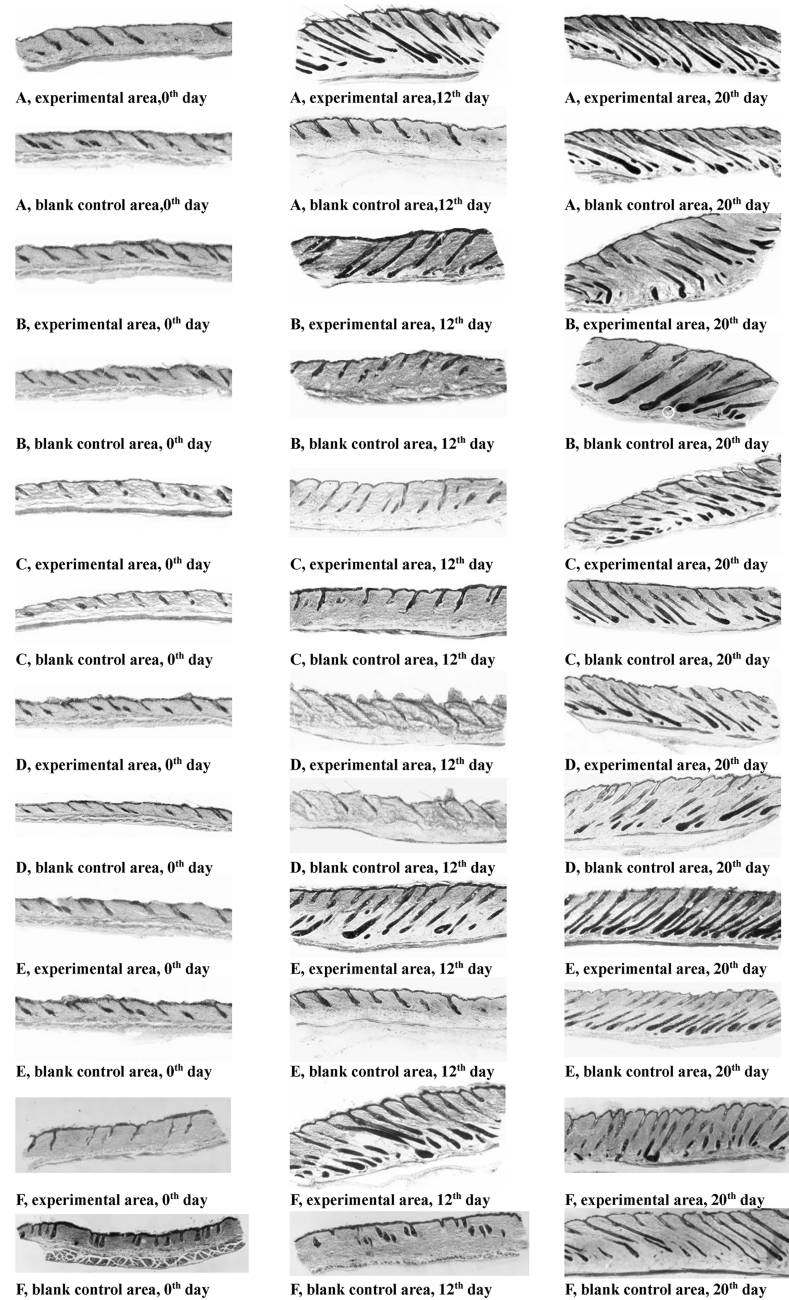 A, experimental area,0th day
A, experimental area,12th day
A, experimental area, 20th day
A, blank control area,0th day
A, blank control area,12th day
A, blank control area, 20th day
B, experimental area, 0th day
B, experimental area, 12th day
B, experimental area, 20th day
B, blank control area, 0th day
B, blank control area, 12th day
B, blank control area, 20th day
C, experimental area, 0th day
C, experimental area, 12th day
C, experimental area, 20th day
C, blank control area, 0th day
C, blank control area, 12th day
C, blank control area, 20th day
D, experimental area, 0th day
D, experimental area, 12th day
D, experimental area, 20th day
D, blank control area, 0th day
D, blank control area, 12th day
D, blank control area, 20th day
E, experimental area, 0th day
E, experimental area, 12th day
E, experimental area, 20th day
E, blank control area, 0th day
E, blank control area, 12th day
E, blank control area, 20th day
F, experimental area, 0th day
F, experimental area, 12th day
F, experimental area, 20th day
F, blank control area, 0th day
F, blank control area, 12th day
F, blank control area, 20th day